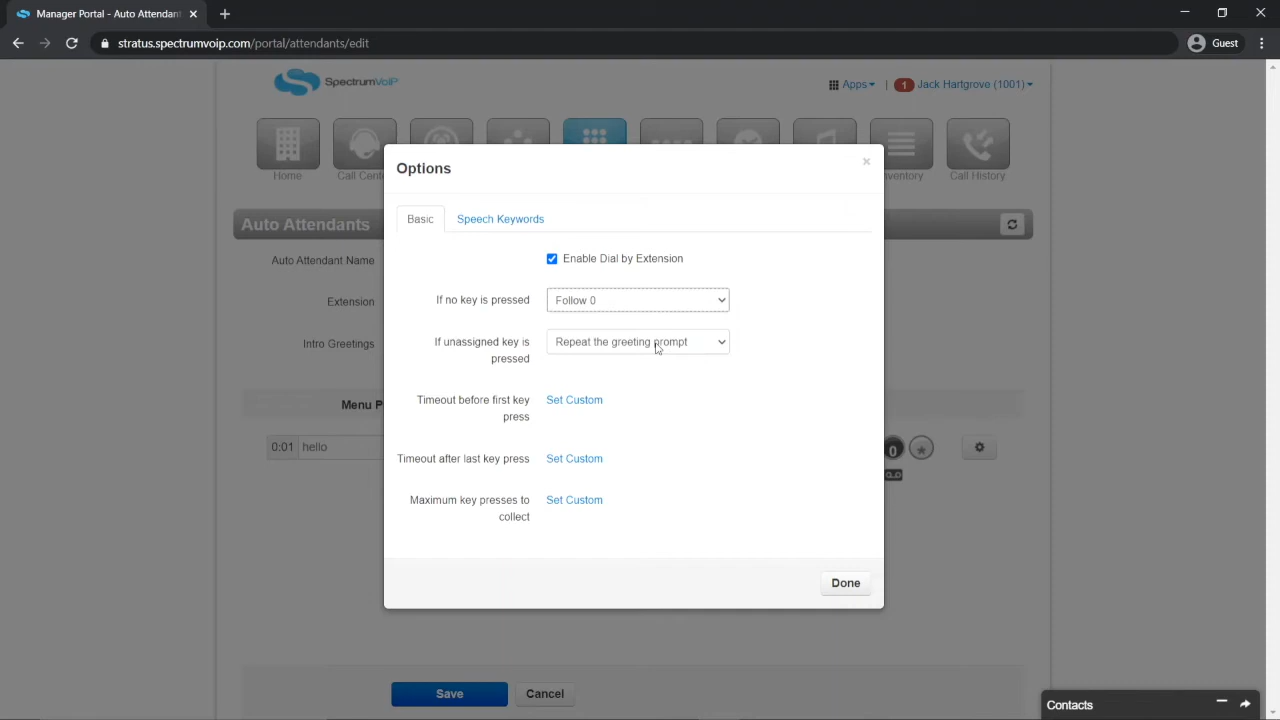 Manager Portal - Auto Attendant
stratus.spectrumvoip.com/portal/attendants/edit
Guest
SpectrumVoIP
Apps
|
1
Jack Hartgrove (1001)
Home
Call Cent
ventory
Call History
Options
Basic
Speech Keywords
Auto Attendants
Auto Attendant Name
Enable Dial by Extension
Extension
If no key is pressed
Follow 0
Intro Greetings
If unassigned key is
pressed
Repeat the greeting prompt
Timeout before first key
press
Set Custom
Menu P
0:01
hello
0
*
Timeout after last key press
Set Custom
Maximum key presses to
collect
Set Custom
Done
Save
Cancel
Contacts